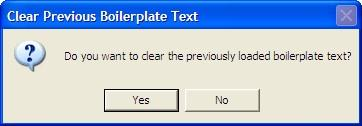 Clear Previous Boilerplate Text
Do you want to clear the previously loaded boilerplate text?
Yes No